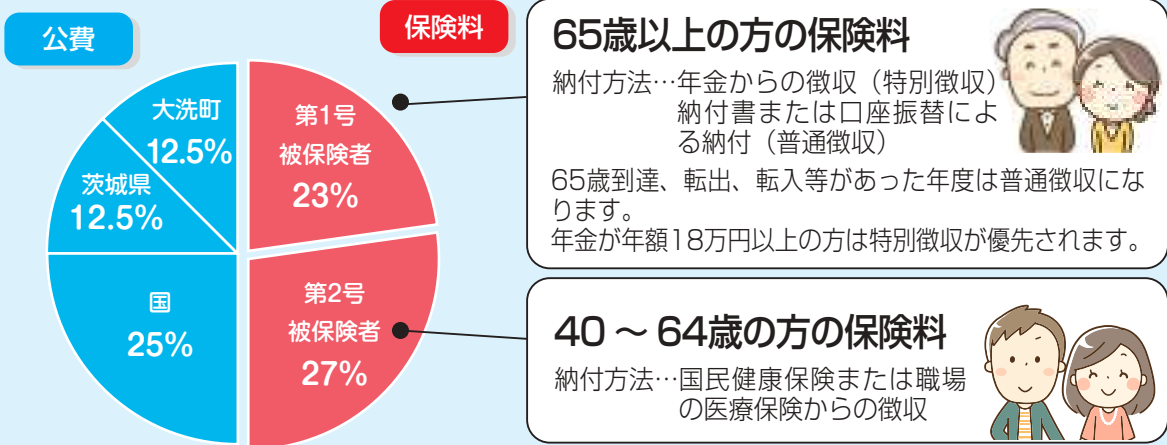 公費
保険料
大洗町
12.5%
茨城県
12.5%
国
25%
第1号
被保険者
23%
第2号
被保険者
27%
65歳以上の方の保険料
納付方法…年金からの徴収（特別徴収）
納付書または口座振替によ
る納付（普通徴収）
65歳到達、転出、転入等があった年度は普通徴収にな
ります。
年金が年額18万円以上の方は特別徴収が優先されます。
40～64歳の方の保険料
納付方法…国民健康保険または職場
の医療保険からの徴収